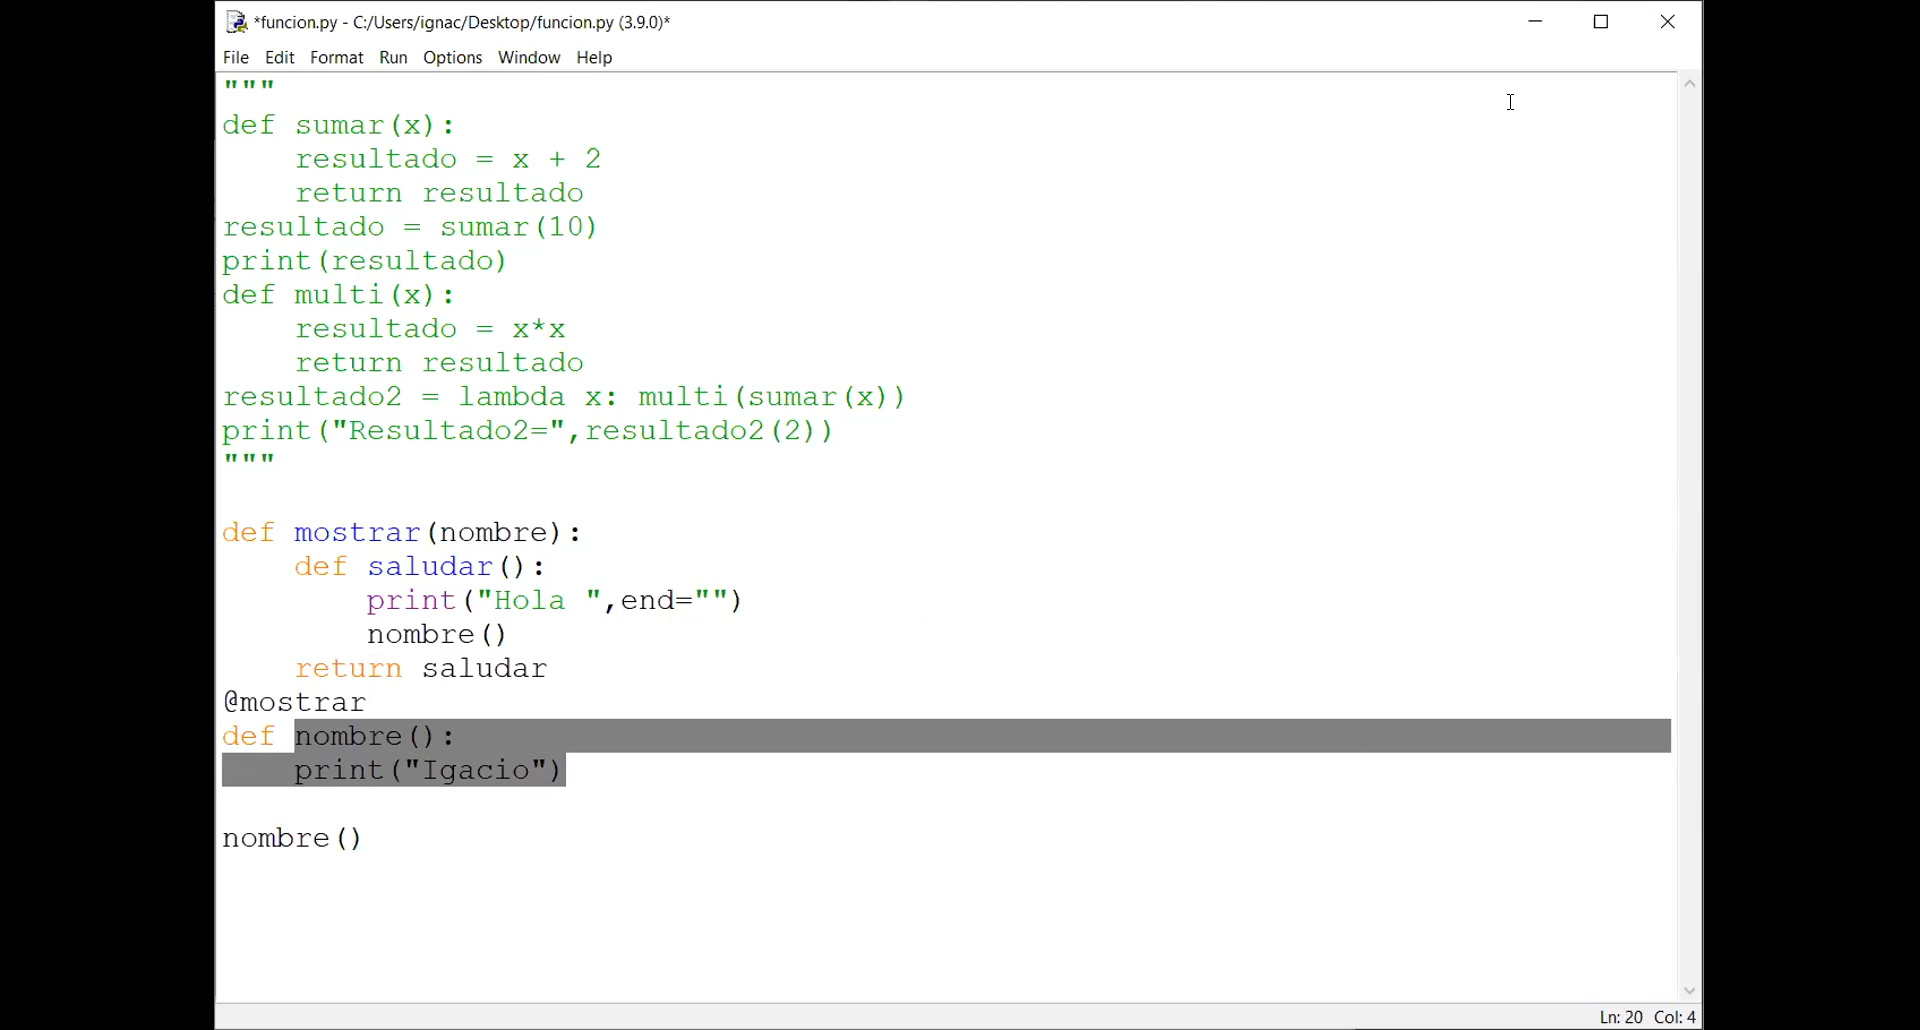 *funcion.py - C:/Users/ignac/Desktop/funcion.py (3.9.0)*
File Edit Format Run Options Window Help
"""
def sumar(x):
    resultado = x + 2
    return resultado
resultado = sumar(10)
print(resultado)
def multi(x):
    resultado = x*x
    return resultado
resultado2 = lambda x: multi(sumar(x))
print("Resultado2=",resultado2(2))
"""
def mostrar(nombre):
    def saludar():
        print("Hola ",end="")
        nombre()
    return saludar
@mostrar
def nombre():
    print("Igacio")
nombre()
Ln: 20 Col: 4